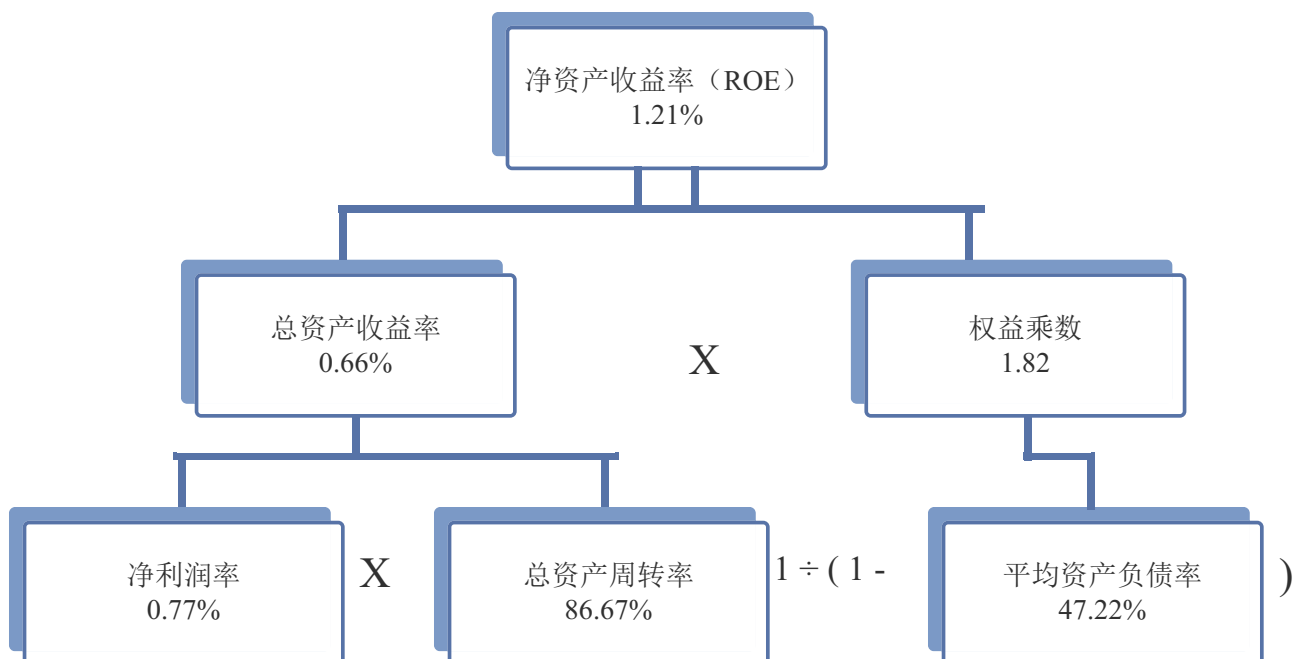 净资产收益率（ROE）
1.21%
总资产收益率
0.66%
X
权益乘数
1.82
净利润率
0.77%
X
总资产周转率
86.67%
1 ÷ ( 1 -
平均资产负债率
47.22%
)